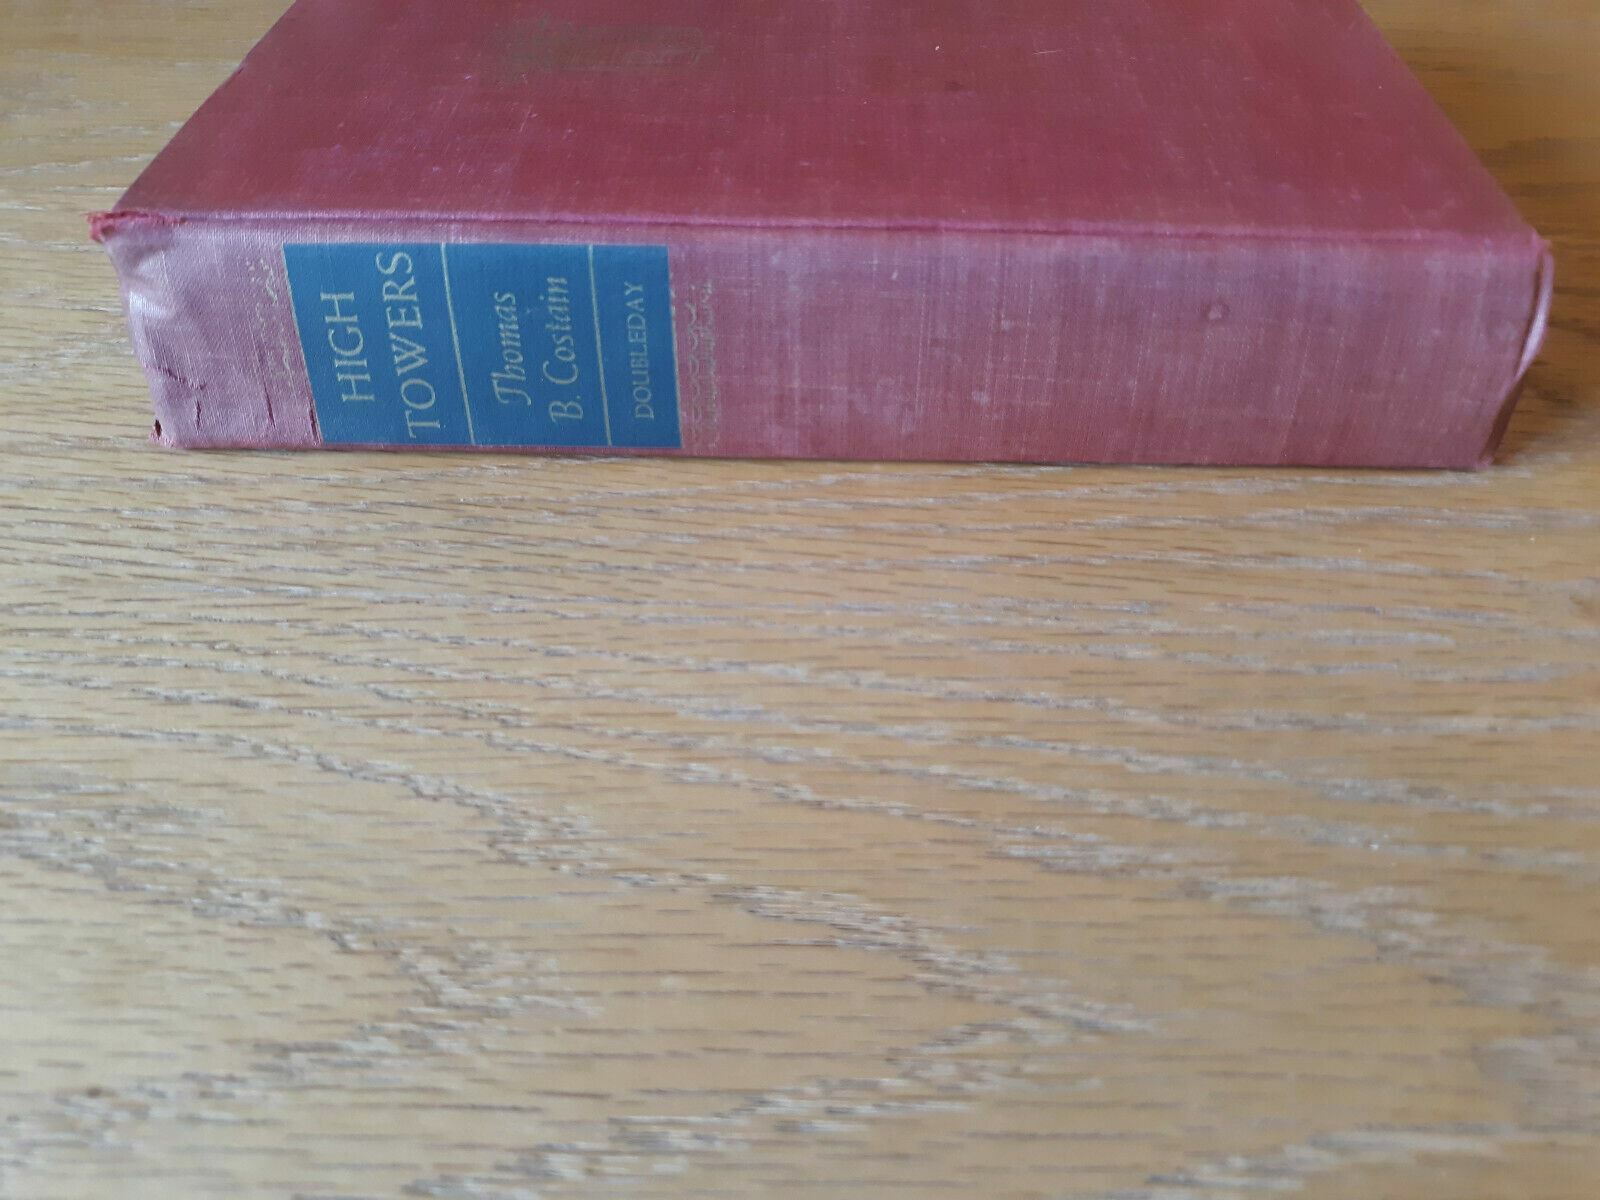 HIGH
TOWERS
Thomas
B. Costain
DOUBLEDAY